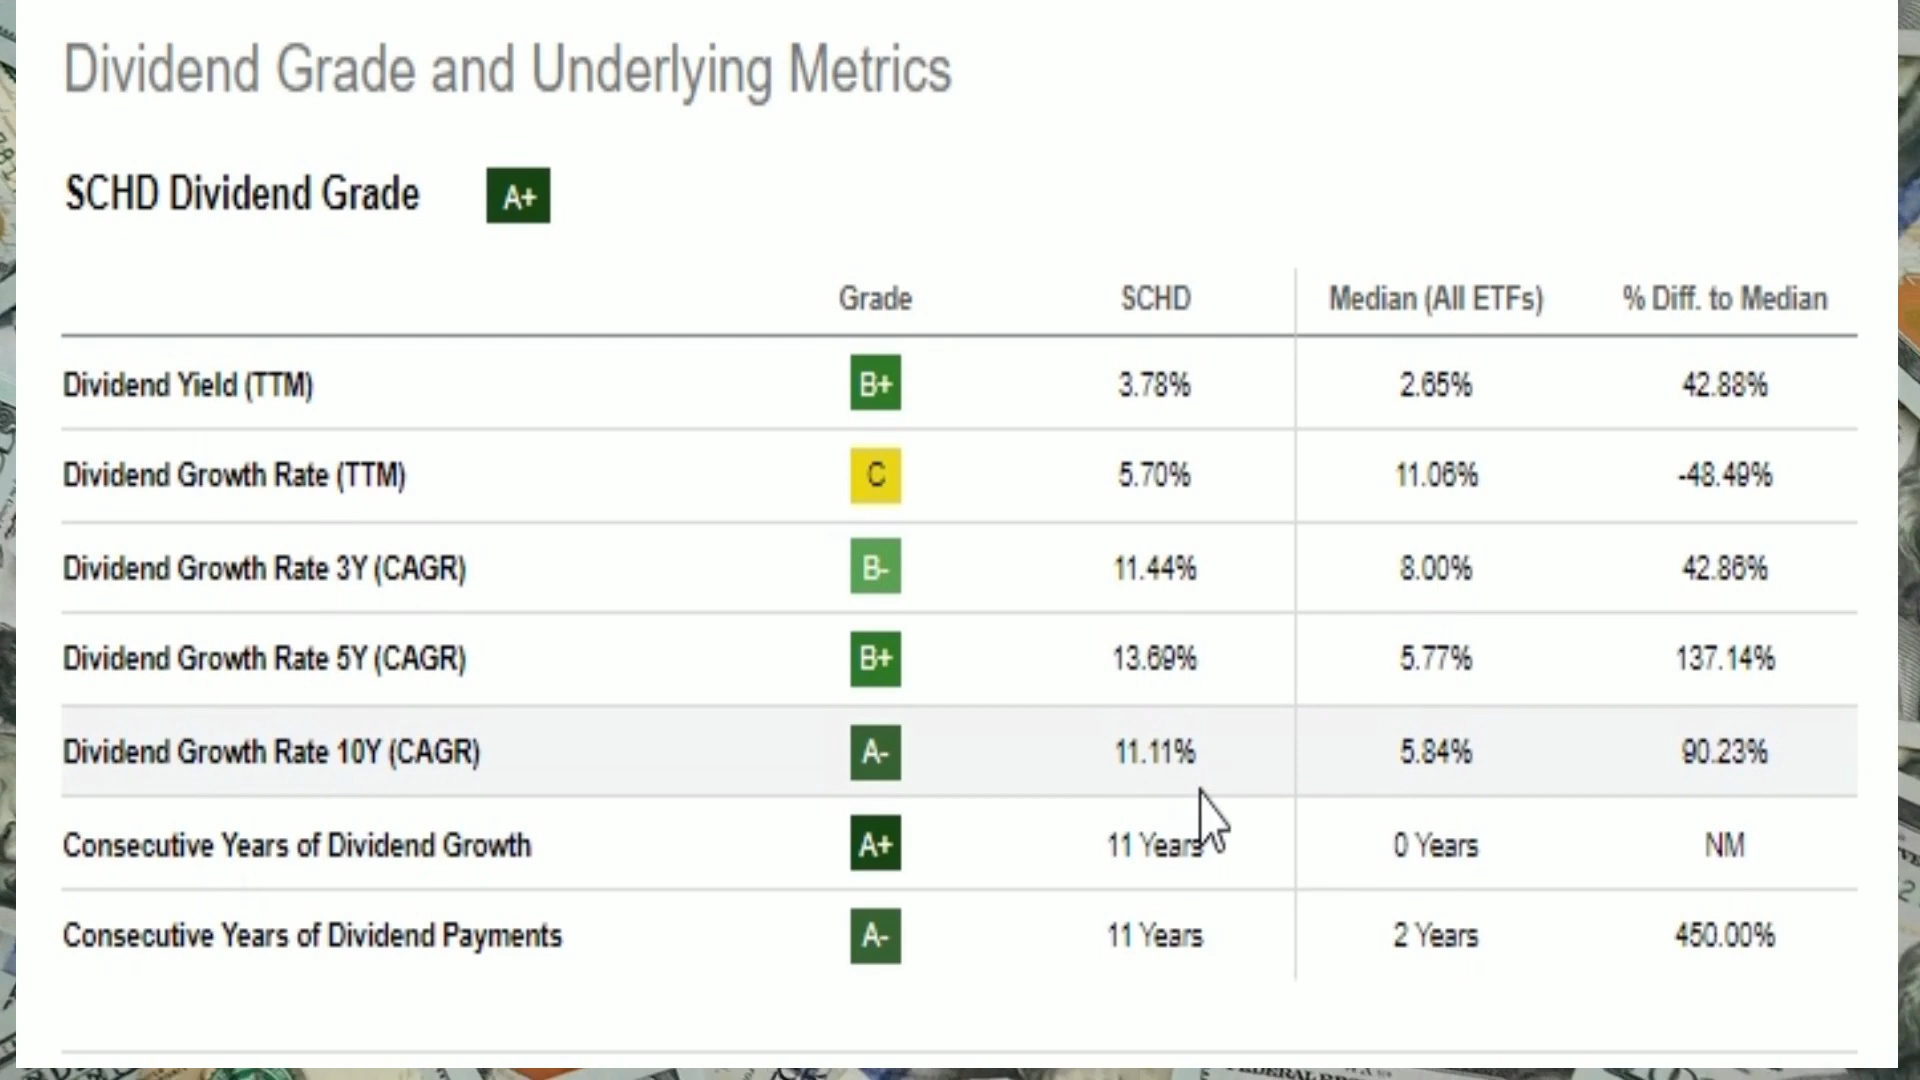 Dividend Grade and Underlying Metrics
SCHD Dividend Grade A+
Grade SCHD Median (All ETFs) % Diff. to Median
Dividend Yield (TTM) B+ 3.78% 2.65% 42.88%
Dividend Growth Rate (TTM) C 5.70% 11.06% -48.49%
Dividend Growth Rate 3Y (CAGR) B- 11.44% 8.00% 42.86%
Dividend Growth Rate 5Y (CAGR) B+ 13.69% 5.77% 137.14%
Dividend Growth Rate 10Y (CAGR) A- 11.11% 5.84% 90.23%
Consecutive Years of Dividend Growth A+ 11 Years 0 Years NM
Consecutive Years of Dividend Payments A- 11 Years 2 Years 450.00%